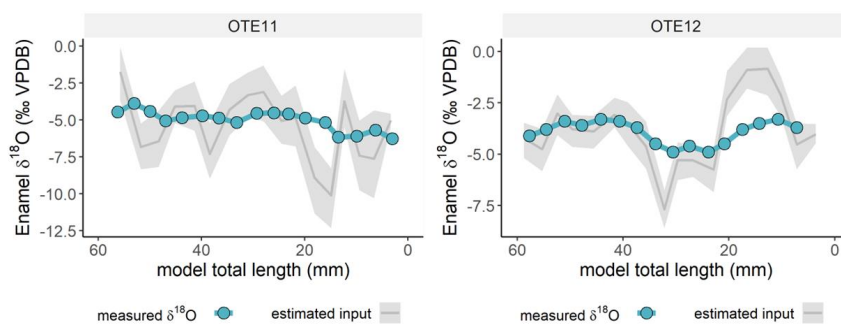 OTE11
Enamel δ¹⁸O (‰ VPDB)
0.0
-2.5
-5.0
-7.5
-10.0
-12.5
60
40
20
0
model total length (mm)
measured δ¹⁸O
estimated input
OTE12
Enamel δ¹⁸O (‰ VPDB)
0.0
-2.5
-5.0
-7.5
60
40
20
0
model total length (mm)
measured δ¹⁸O
estimated input